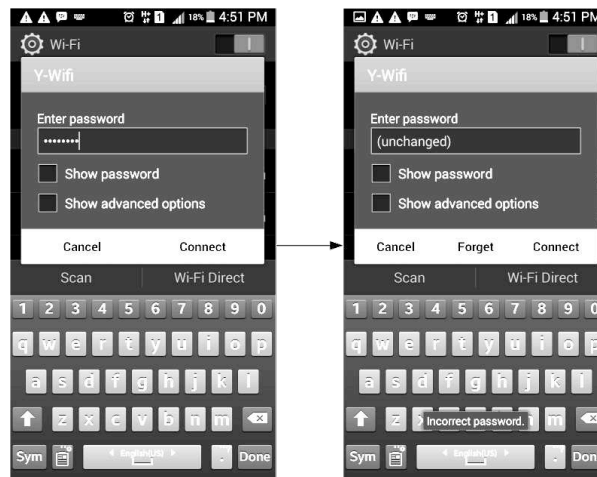 18% 4:51 PM
Wi-Fi
Y-Wifi
Enter password
••••••••
Show password
Show advanced options
Cancel Connect
Scan Wi-Fi Direct
1 2 3 4 5 6 7 8 9 0
q w e r t y u i o p
a s d f g h j k l
z x c v b n m
Sym English(US) . Done
18% 4:51 PM
Wi-Fi
Y-Wifi
Enter password
(unchanged)
Show password
Show advanced options
Cancel Forget Connect
Scan Wi-Fi Direct
1 2 3 4 5 6 7 8 9 0
q w e r t y u i o p
a s d f g h j k l
z m
Incorrect password.
Sym English(US) . Don